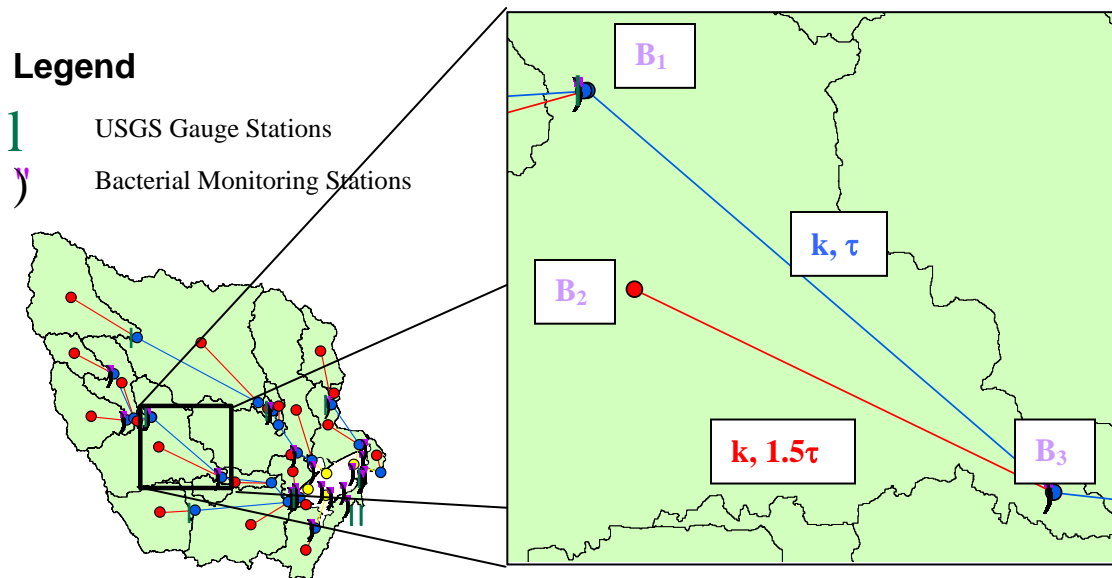 Legend
l USGS Gauge Stations
)" Bacterial Monitoring Stations
B₁
k, τ
B₂
k, 1.5τ
B₃